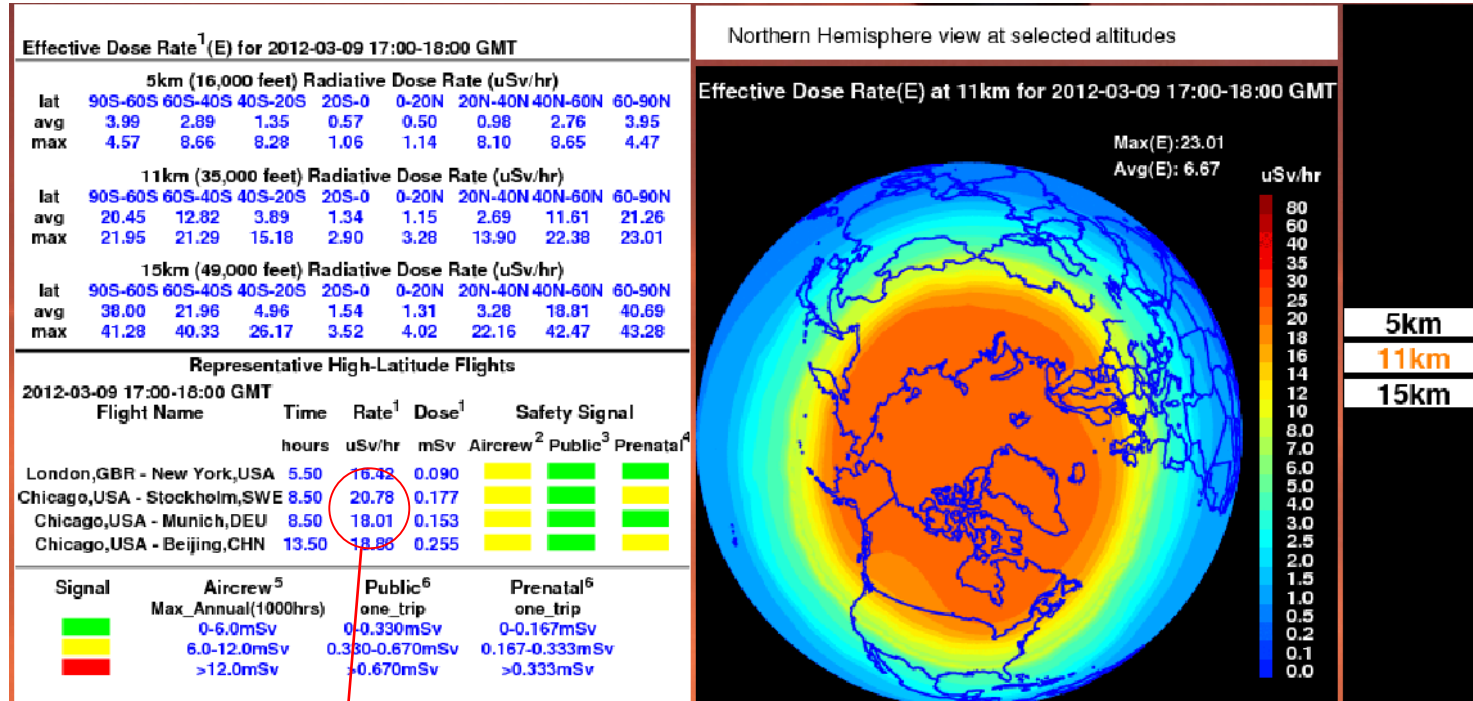 Effective Dose Rate1(E) for 2012-03-09 17:00-18:00 GMT
5km (16,000 feet) Radiative Dose Rate (uSv/hr)
lat 90S-60S 60S-40S 40S-20S 20S-0 0-20N 20N-40N 40N-60N 60-90N
avg 3.99 2.89 1.35 0.57 0.50 0.98 2.76 3.95
max 4.57 8.66 8.28 1.06 1.14 8.10 8.65 4.47
11km (35,000 feet) Radiative Dose Rate (uSv/hr)
lat 90S-60S 60S-40S 40S-20S 20S-0 0-20N 20N-40N 40N-60N 60-90N
avg 20.45 12.82 3.89 1.34 1.15 2.69 11.61 21.26
max 21.95 21.29 15.18 2.90 3.28 13.90 22.38 23.01
15km (49,000 feet) Radiative Dose Rate (uSv/hr)
lat 90S-60S 60S-40S 40S-20S 20S-0 0-20N 20N-40N 40N-60N 60-90N
avg 38.00 21.96 4.96 1.54 1.31 3.28 18.81 40.69
max 41.28 40.33 26.17 3.52 4.02 22.16 42.47 43.28
Representative High-Latitude Flights
2012-03-09 17:00-18:00 GMT
Flight Name Time Rate1 Dose1 Safety Signal
hours uSv/hr mSv Aircrew2 Public3 Prenatal4
London,GBR - New York,USA 5.50 16.42 0.090
Chicago,USA - Stockholm,SWE 8.50 20.78 0.177
Chicago,USA - Munich,DEU 8.50 18.01 0.153
Chicago,USA - Beijing,CHN 13.50 18.86 0.255
Signal Aircrew5 Public6 Prenatal6
Max_Annual(1000hrs) one_trip one_trip
0-6.0mSv 0-0.330mSv 0-0.167mSv
6.0-12.0mSv 0.330-0.670mSv 0.167-0.333mSv
>12.0mSv >0.670mSv >0.333mSv
Northern Hemisphere view at selected altitudes
Effective Dose Rate(E) at 11km for 2012-03-09 17:00-18:00 GMT
Max(E):23.01
Avg(E): 6.67
uSv/hr
80
60
40
35
30
25
20
18
16
14
12
10
8.0
7.0
6.0
5.0
4.0
3.0
2.5
2.0
1.5
1.0
0.5
0.2
0.1
0.0
5km
11km
15km